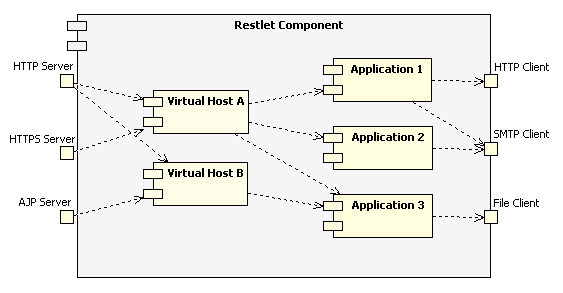 Restlet Component
HTTP Server
Application 1
HTTP Client
Virtual Host A
HTTPS Server
Application 2
SMTP Client
Virtual Host B
AJP Server
Application 3
File Client